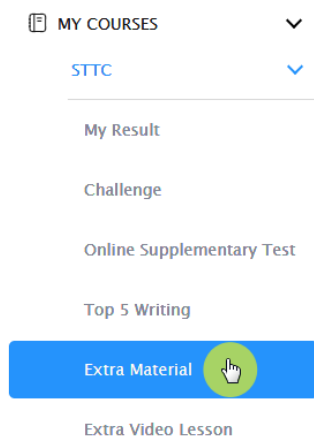 MY COURSES
STTC
My Result
Challenge
Online Supplementary Test
Top 5 Writing
Extra Material
Extra Video Lesson